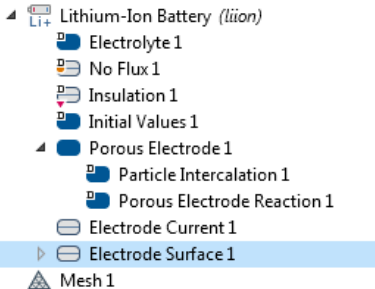 Li+ Lithium-Ion Battery (liion)
D Electrolyte 1
D No Flux 1
D Insulation 1
D Initial Values 1
Porous Electrode 1
D Particle Intercalation 1
D Porous Electrode Reaction 1
Electrode Current 1
Electrode Surface 1
Mesh 1